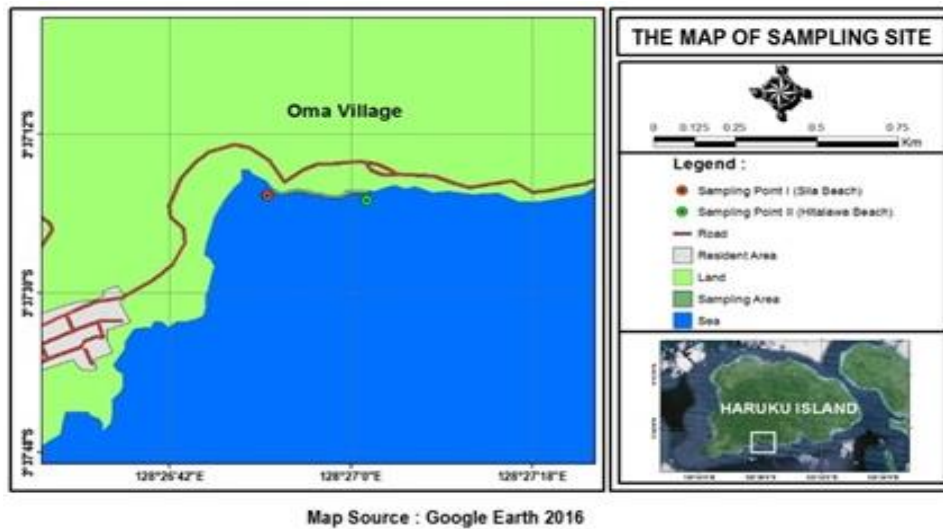 Oma Village
3°37'12"S
3°37'30"S
3°37'48"S
128°26'42"E
128°27'0"E
128°27'18"E
THE MAP OF SAMPLING SITE
0 0.125 0.25 0.5 0.75
Km
Legend :
Sampling Point I (Sila Beach)
Sampling Point II (Hitalawa Beach)
Road
Resident Area
Land
Sampling Area
Sea
HARUKU ISLAND
Map Source : Google Earth 2016